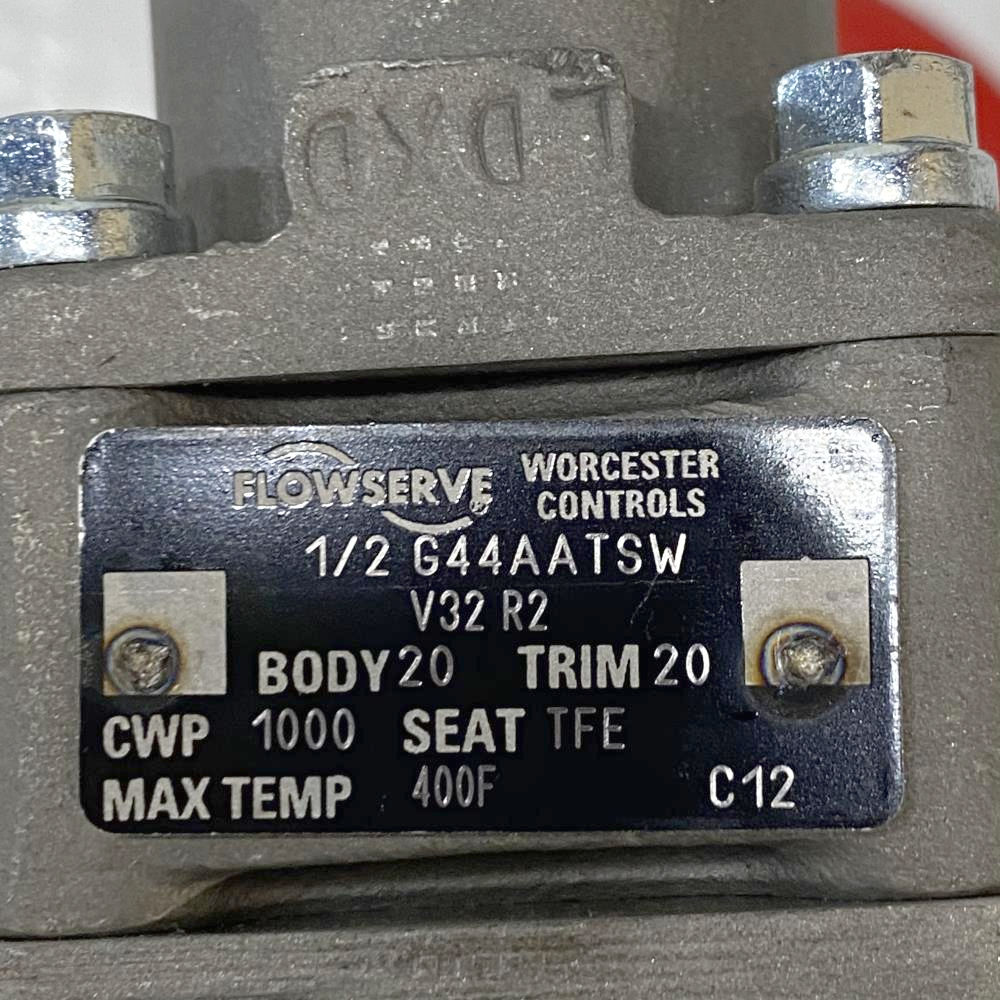 FLOWSERVE WORCESTER
CONTROLS
1/2 G44AATSW
V32 R2
BODY 20 TRIM 20
CWP 1000 SEAT TFE
MAX TEMP 400F C12